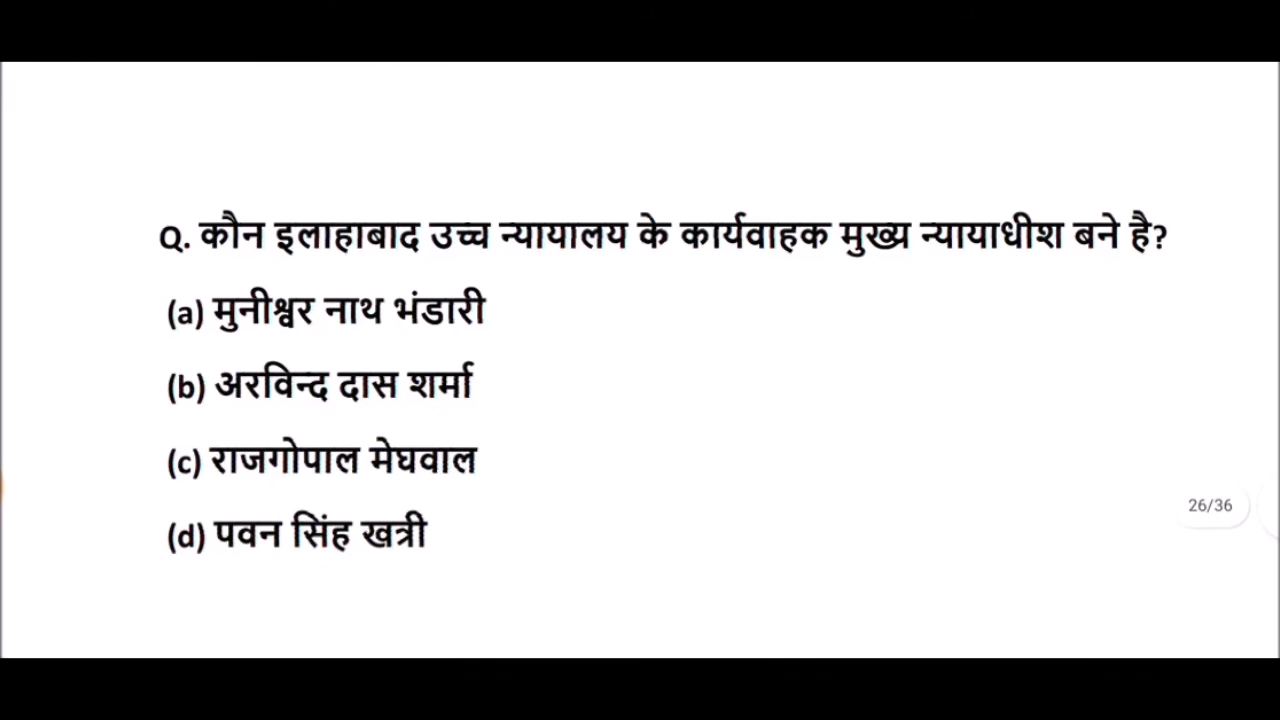 Q. कौन इलाहाबाद उच्च न्यायालय के कार्यवाहक मुख्य न्यायाधीश बने है?
(a) मुनीश्वर नाथ भंडारी
(b) अरविन्द दास शर्मा
(c) राजगोपाल मेघवाल
26/36
(d) पवन सिंह खत्री